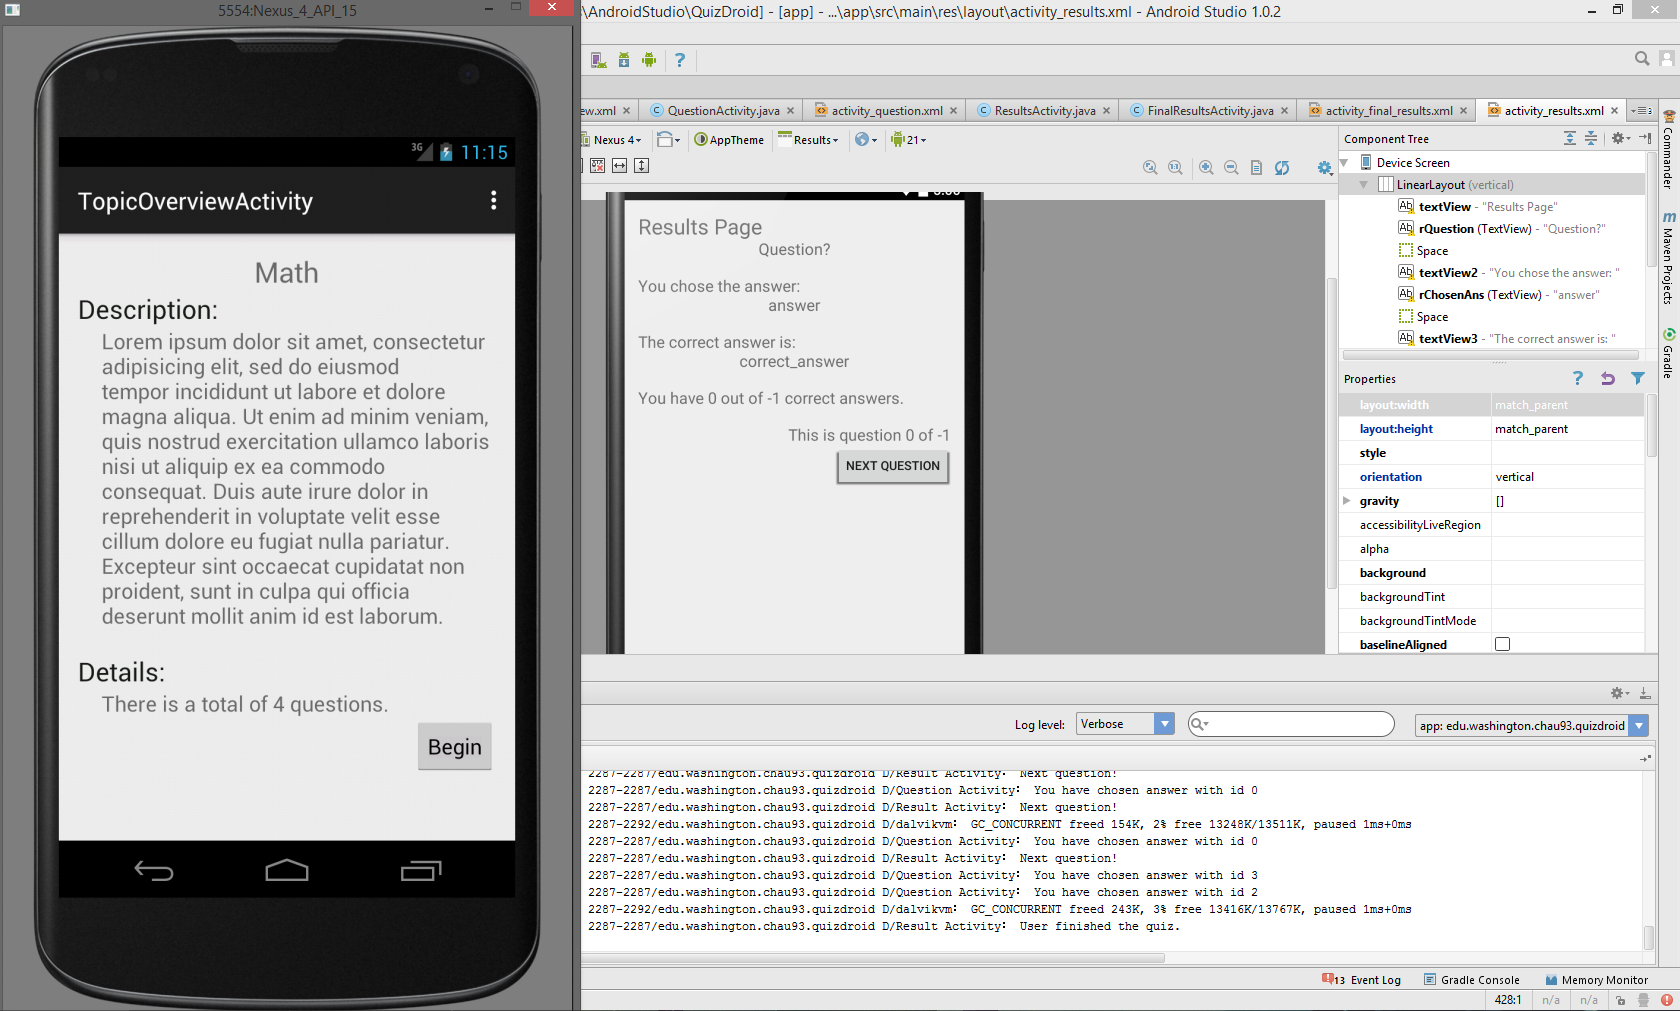 5554:Nexus_4_API_15
\AndroidStudio\QuizDroid] - [app] - ...\app\src\main\res\layout\activity_results.xml - Android Studio 1.0.2
?
ew.xml
QuestionActivity.java
activity_question.xml
ResultsActivity.java
FinalResultsActivity.java
activity_final_results.xml
activity_results.xml
Nexus 4
AppTheme
Results
21
Component Tree
Commander
Maven Projects
Gradle
3G
11:15
TopicOverviewActivity
Math
Description:
Lorem ipsum dolor sit amet, consectetur
adipisicing elit, sed do eiusmod
tempor incididunt ut labore et dolore
magna aliqua. Ut enim ad minim veniam,
quis nostrud exercitation ullamco laboris
nisi ut aliquip ex ea commodo
consequat. Duis aute irure dolor in
reprehenderit in voluptate velit esse
cillum dolore eu fugiat nulla pariatur.
Excepteur sint occaecat cupidatat non
proident, sunt in culpa qui officia
deserunt mollit anim id est laborum.
Details:
There is a total of 4 questions.
Begin
Results Page
Question?
You chose the answer:
answer
The correct answer is:
correct_answer
You have 0 out of -1 correct answers.
This is question 0 of -1
NEXT QUESTION
Device Screen
LinearLayout (vertical)
Ab textView - "Results Page"
Ab rQuestion (TextView) - "Question?"
Space
Ab textView2 - "You chose the answer: "
Ab rChosenAns (TextView) - "answer"
Space
Ab textView3 - "The correct answer is: "
Properties
?
layout:width match_parent
layout:height match_parent
style
orientation vertical
gravity []
accessibilityLiveRegion
alpha
background
backgroundTint
backgroundTintMode
baselineAligned
Log level: Verbose
app: edu.washington.chau93.quizdroid
2287-2287/edu.washington.chau93.quizdroid D/Result Activity: Next question!
2287-2287/edu.washington.chau93.quizdroid D/Question Activity: You have chosen answer with id 0
2287-2287/edu.washington.chau93.quizdroid D/Result Activity: Next question!
2287-2292/edu.washington.chau93.quizdroid D/dalvikvm: GC_CONCURRENT freed 154K, 2% free 13248K/13511K, paused 1ms+0ms
2287-2287/edu.washington.chau93.quizdroid D/Question Activity: You have chosen answer with id 0
2287-2287/edu.washington.chau93.quizdroid D/Result Activity: Next question!
2287-2287/edu.washington.chau93.quizdroid D/Question Activity: You have chosen answer with id 3
2287-2287/edu.washington.chau93.quizdroid D/Question Activity: You have chosen answer with id 2
2287-2292/edu.washington.chau93.quizdroid D/dalvikvm: GC_CONCURRENT freed 243K, 3% free 13416K/13767K, paused 1ms+0ms
2287-2287/edu.washington.chau93.quizdroid D/Result Activity: User finished the quiz.
13 Event Log
Gradle Console
Memory Monitor
428:1
n/a
n/a